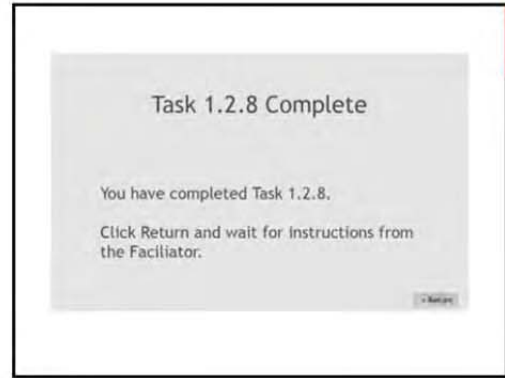 Task 1.2.8 Complete
You have completed Task 1.2.8.
Click Return and wait for instructions from
the Faciliator.
Return